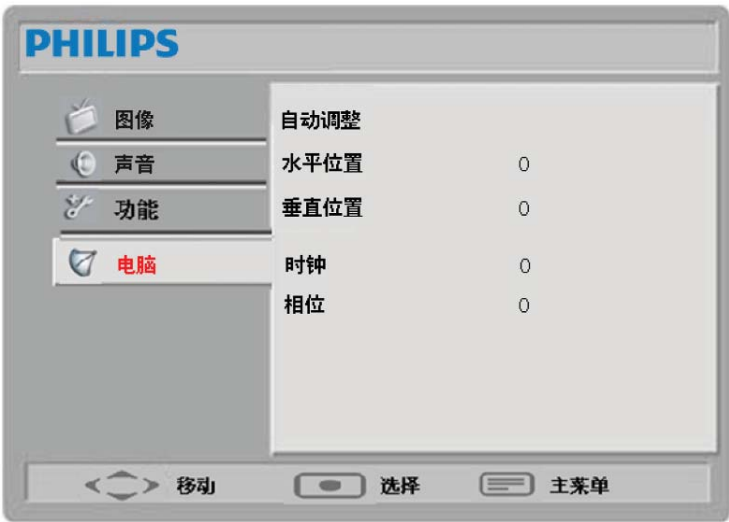 PHILIPS
图像
声音
功能
电脑
自动调整
水平位置 0
垂直位置 0
时钟 0
相位 0
移动 选择 主菜单